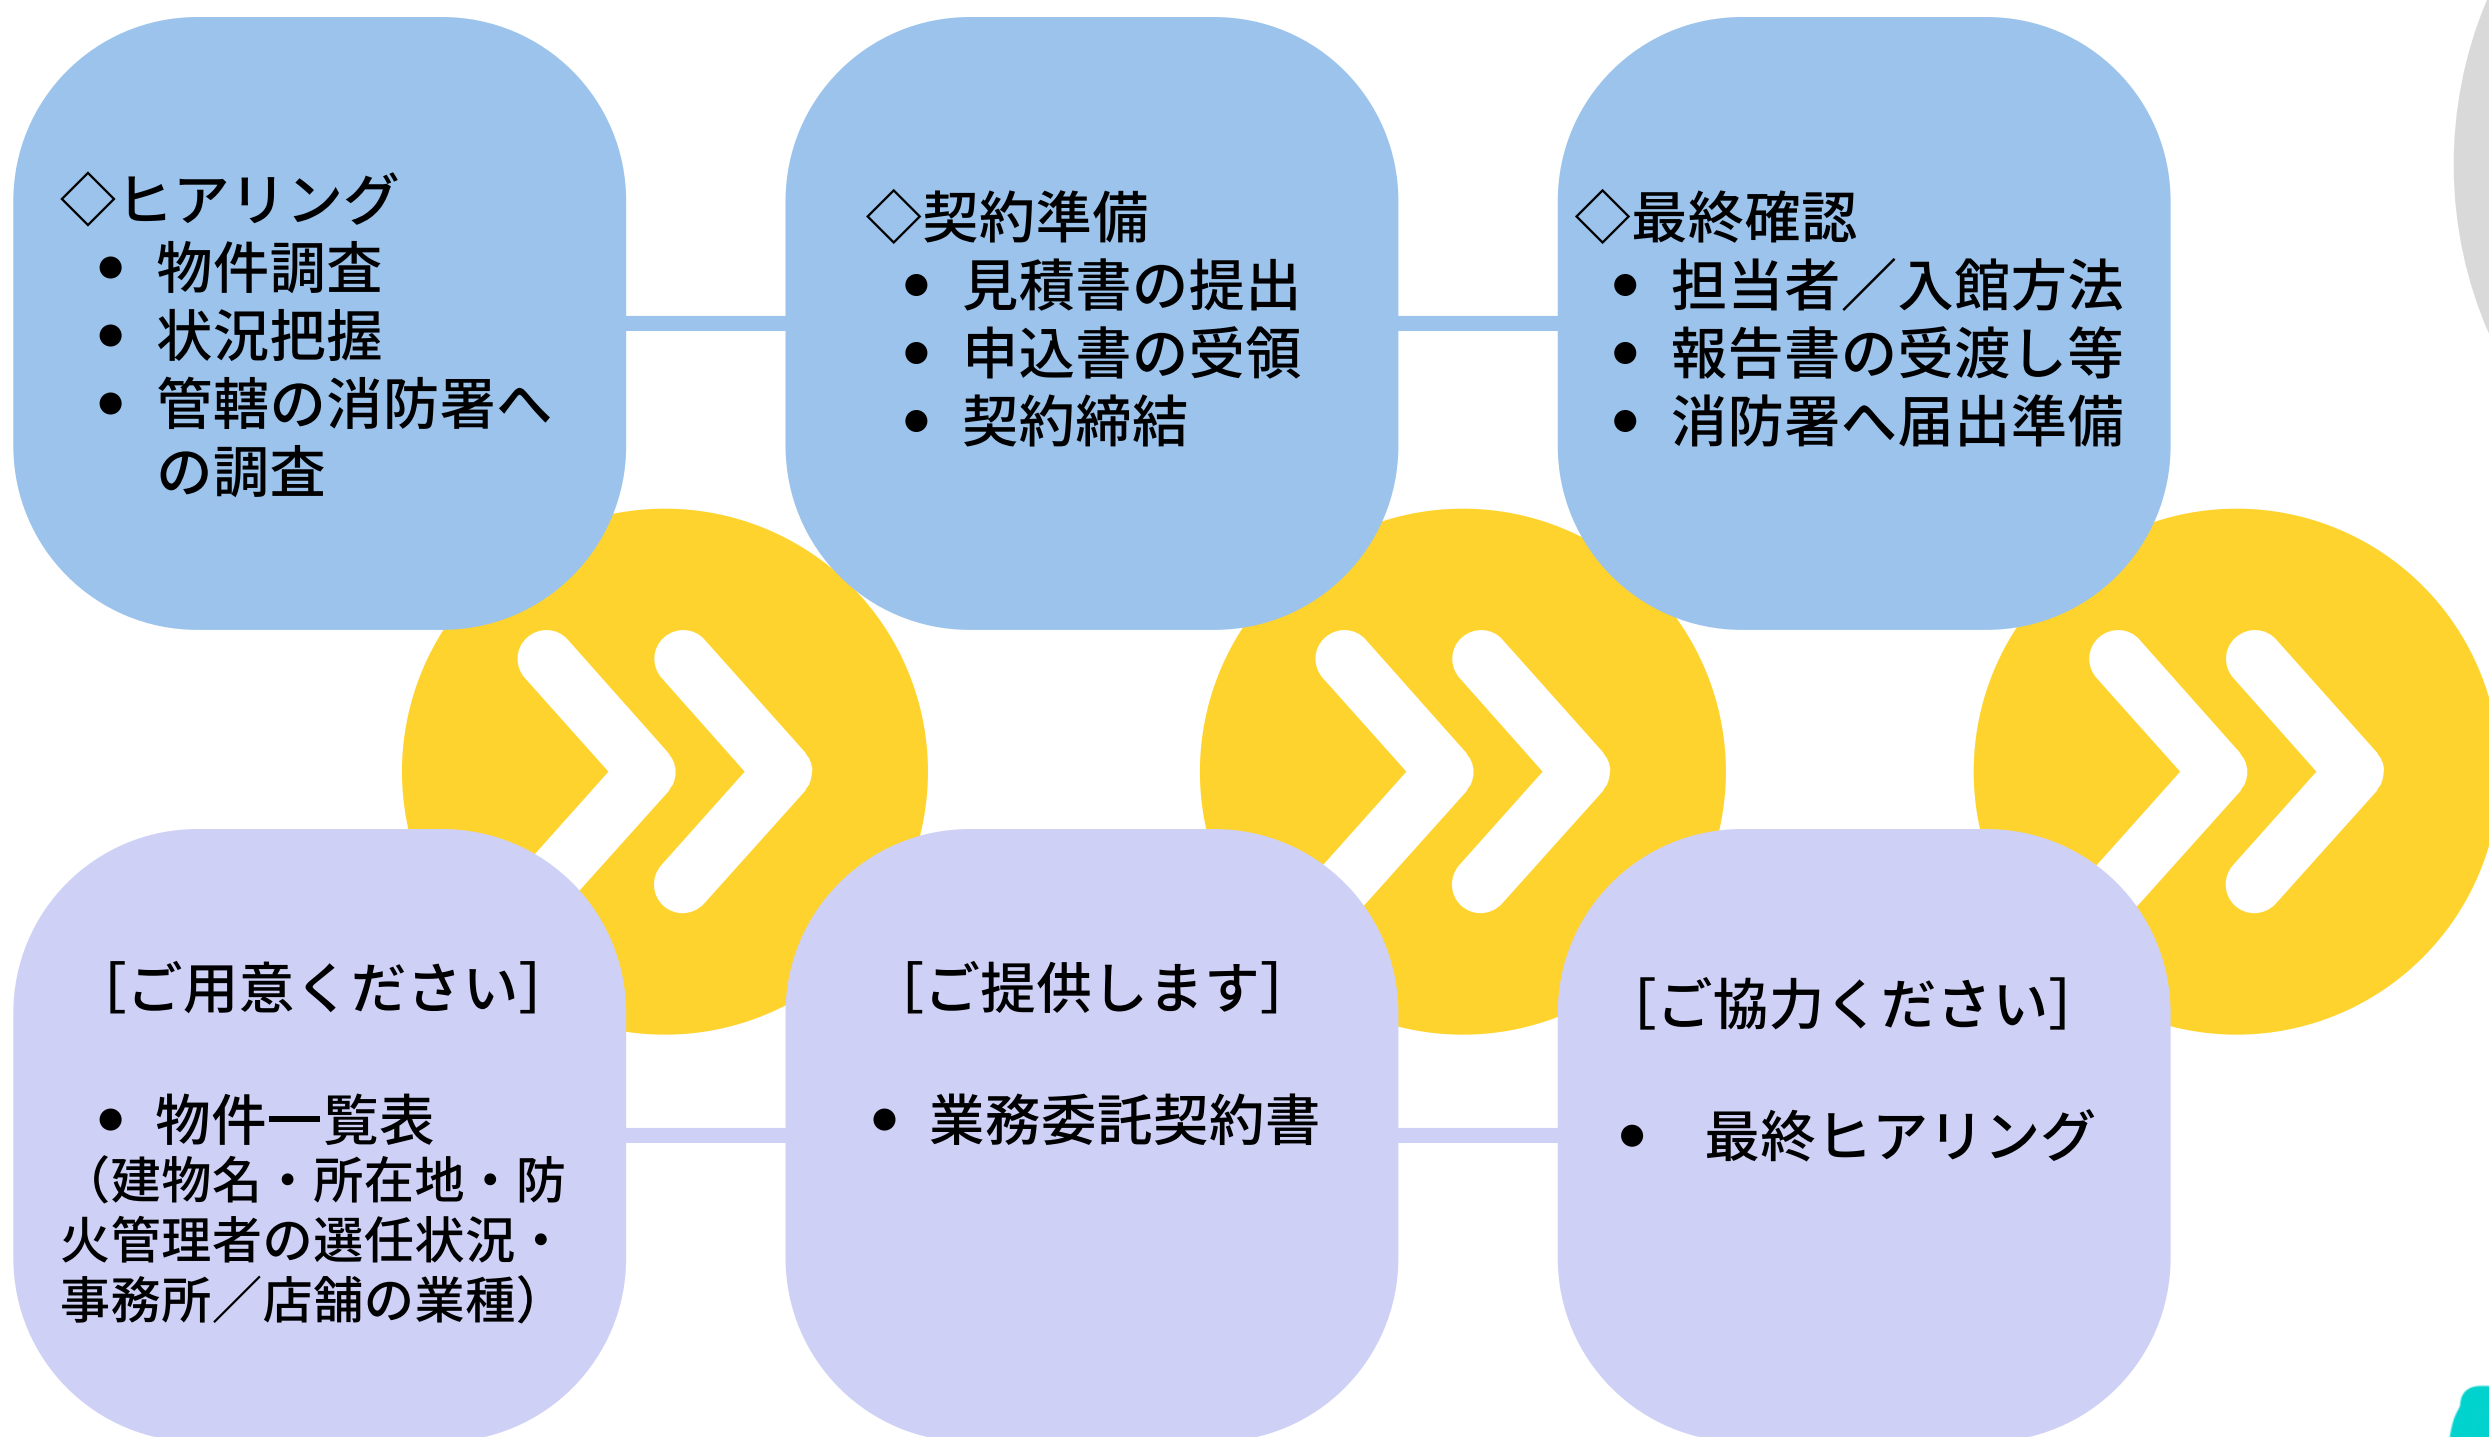 ◇ヒアリング
● 物件調査
● 状況把握
● 管轄の消防署へ
の調査
◇契約準備
● 見積書の提出
● 申込書の受領
● 契約締結
◇最終確認
● 担当者／入館方法
● 報告書の受渡し等
● 消防署へ届出準備
［ご用意ください］
● 物件一覧表
（建物名・所在地・防
火管理者の選任状況・
事務所／店舗の業種）
［ご提供します］
● 業務委託契約書
［ご協力ください］
● 最終ヒアリング